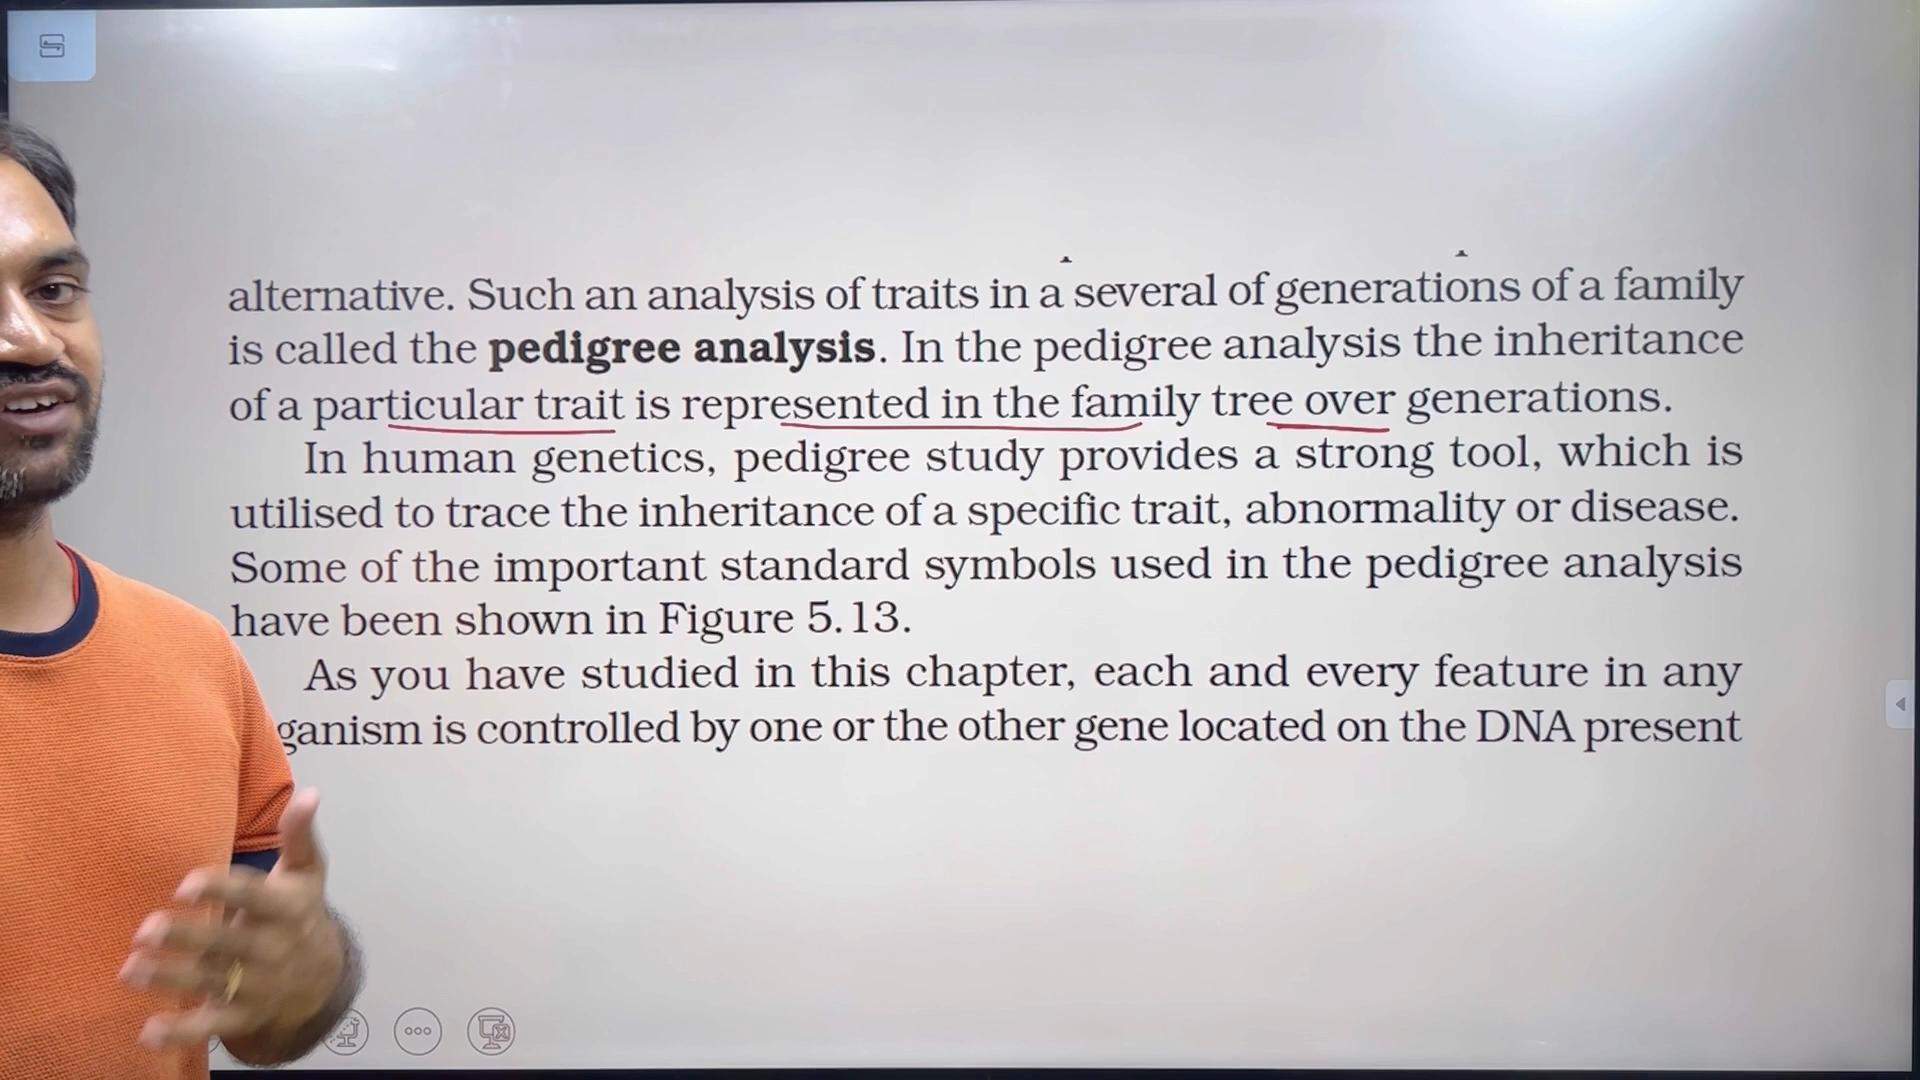 alternative. Such an analysis of traits in a several of generations of a family
is called the pedigree analysis. In the pedigree analysis the inheritance
of a particular trait is represented in the family tree over generations.
In human genetics, pedigree study provides a strong tool, which is
utilised to trace the inheritance of a specific trait, abnormality or disease.
Some of the important standard symbols used in the pedigree analysis
have been shown in Figure 5.13.
As you have studied in this chapter, each and every feature in any
ganism is controlled by one or the other gene located on the DNA present